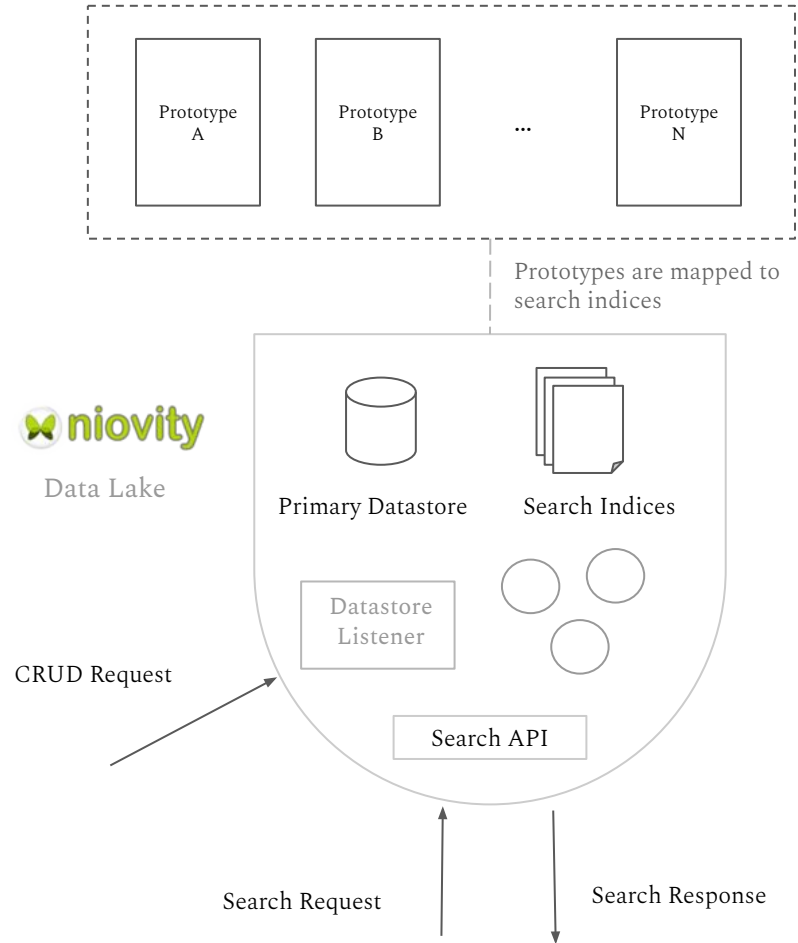 Prototype
A
Prototype
B
...
Prototype
N
Prototypes are mapped to
search indices
niovity
Data Lake
Primary Datastore
Search Indices
Datastore
Listener
CRUD Request
Search API
Search Request
Search Response